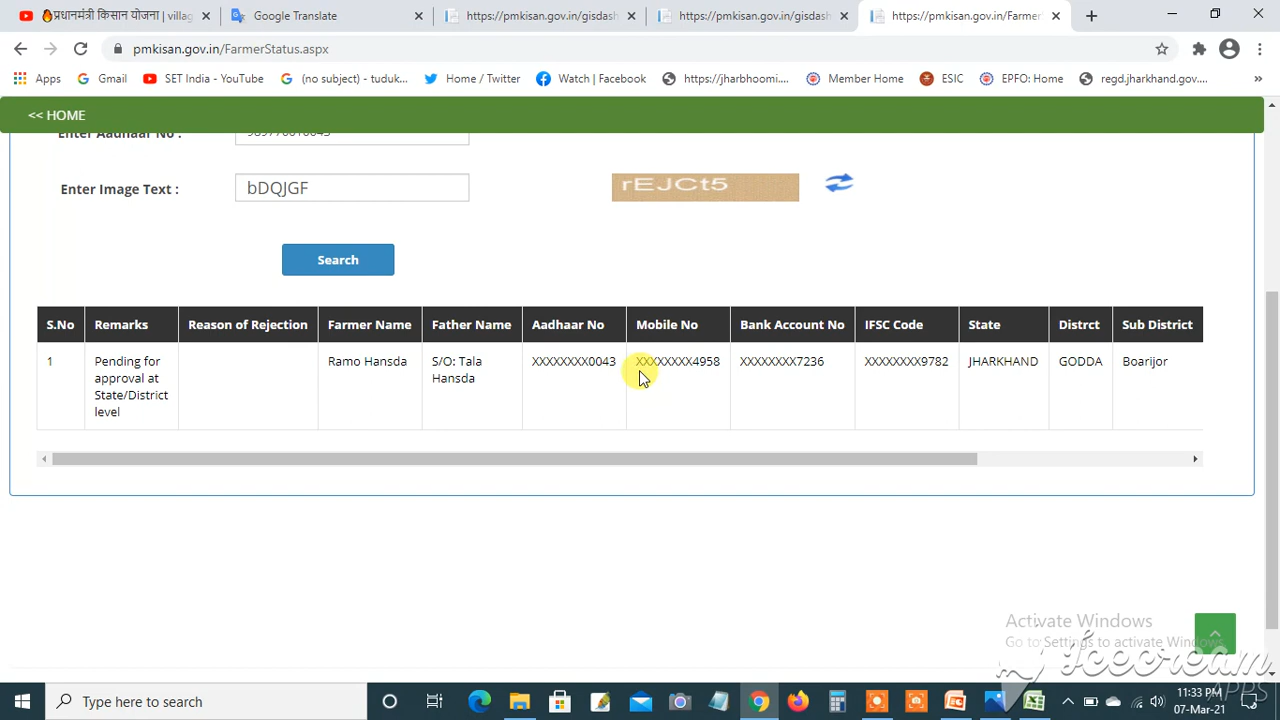 🔥प्रधानमंत्री किसान योजना | villag
Google Translate
https://pmkisan.gov.in/gisdash
https://pmkisan.gov.in/gisdash
https://pmkisan.gov.in/Farmer
pmkisan.gov.in/FarmerStatus.aspx
Apps
Gmail
SET India - YouTube
(no subject) - tuduk...
Home / Twitter
Watch | Facebook
https://jharbhoomi....
Member Home
ESIC
EPFO: Home
regd.jharkhand.gov....
»
<< HOME
Enter Aadhaar No :
Enter Image Text :
bDQJGF
rEJCt5
Search
S.No Remarks Reason of Rejection Farmer Name Father Name Aadhaar No Mobile No Bank Account No IFSC Code State Distrct Sub District
1 Pending for approval at State/District level Ramo Hansda S/O: Tala Hansda XXXXXXXX0043 XXXXXXXX4958 XXXXXXXX7236 XXXXXXXX9782 JHARKHAND GODDA Boarijor
Activate Windows
Go to Settings to activate Windows.
Icecream
APPS
Type here to search
11:33 PM
07-Mar-21